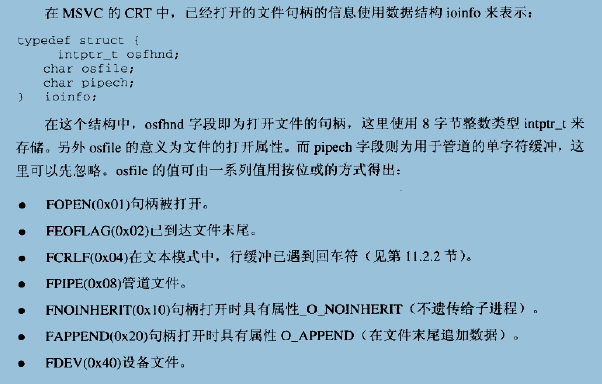 在 MSVC 的 CRT 中，已经打开的文件句柄的信息使用数据结构 ioinfo 来表示：
typedef struct {
intptr_t osfhnd;
char osfile;
char pipech;
} ioinfo;
在这个结构中，osfhnd 字段即为打开文件的句柄，这里使用 8 字节整数类型 intptr_t 来
存储。另外 osfile 的意义为文件的打开属性。而 pipech 字段则为用于管道的单字符缓冲，这
里可以先忽略。osfile 的值可由一系列值用按位或的方式得出：
● FOPEN(0x01)句柄被打开。
● FEOFLAG(0x02)已到达文件末尾。
● FCRLF(0x04)在文本模式中，行缓冲已遇到回车符（见第 11.2.2 节）。
● FPIPE(0x08)管道文件。
● FNOINHERIT(0x10)句柄打开时具有属性_O_NOINHERIT（不遗传给子进程）。
● FAPPEND(0x20)句柄打开时具有属性 O_APPEND（在文件末尾追加数据）。
● FDEV(0x40)设备文件。